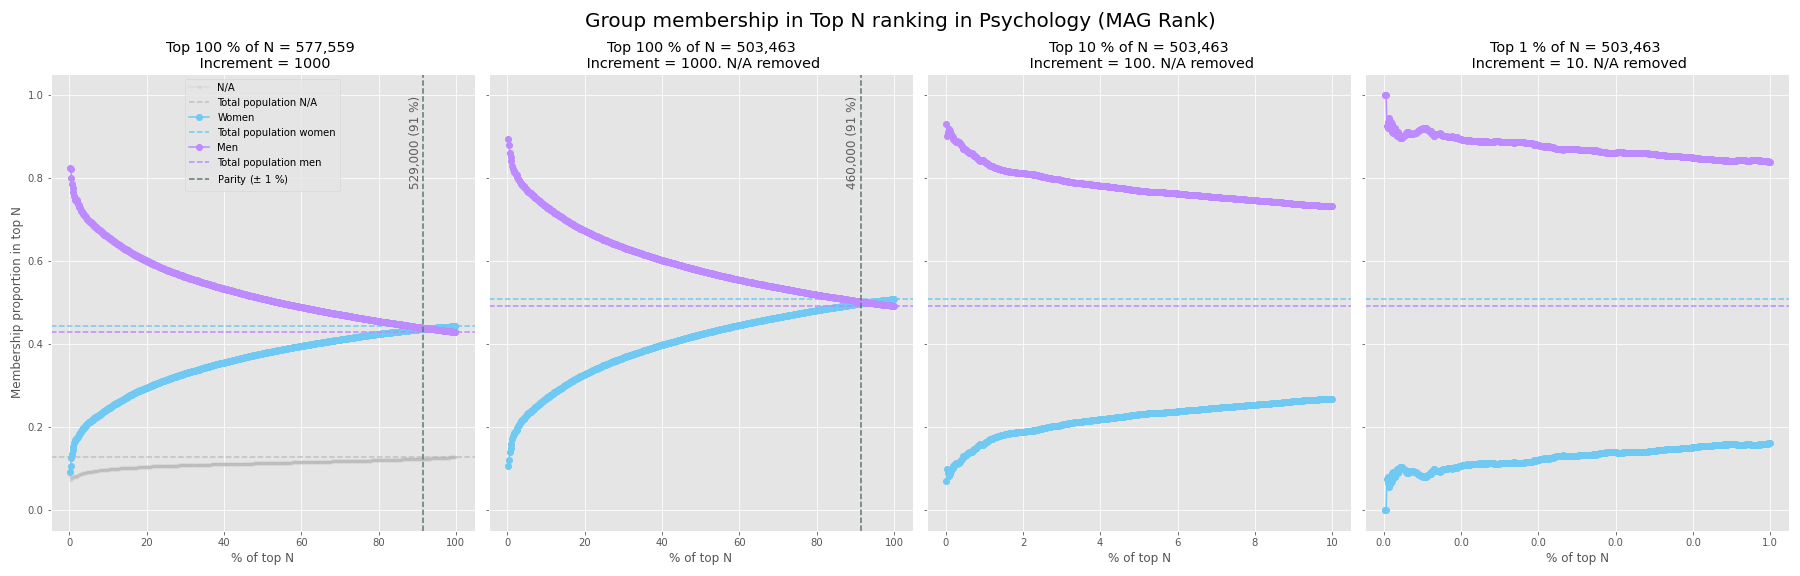 Group membership in Top N ranking in Psychology (MAG Rank)
Top 100 % of N = 577,559
Increment = 1000
Top 100 % of N = 503,463
Increment = 1000. N/A removed
Top 10 % of N = 503,463
Increment = 100. N/A removed
Top 1 % of N = 503,463
Increment = 10. N/A removed
N/A
Total population N/A
Women
Total population women
Men
Total population men
Parity (± 1 %)
529,000 (91 %)
460,000 (91 %)
Membership proportion in top N
1.0
0.8
0.6
0.4
0.2
0.0
0 20 40 60 80 100
0 20 40 60 80 100
0 2 4 6 8 10
0.0 0.0 0.0 0.0 0.0 1.0
% of top N
% of top N
% of top N
% of top N